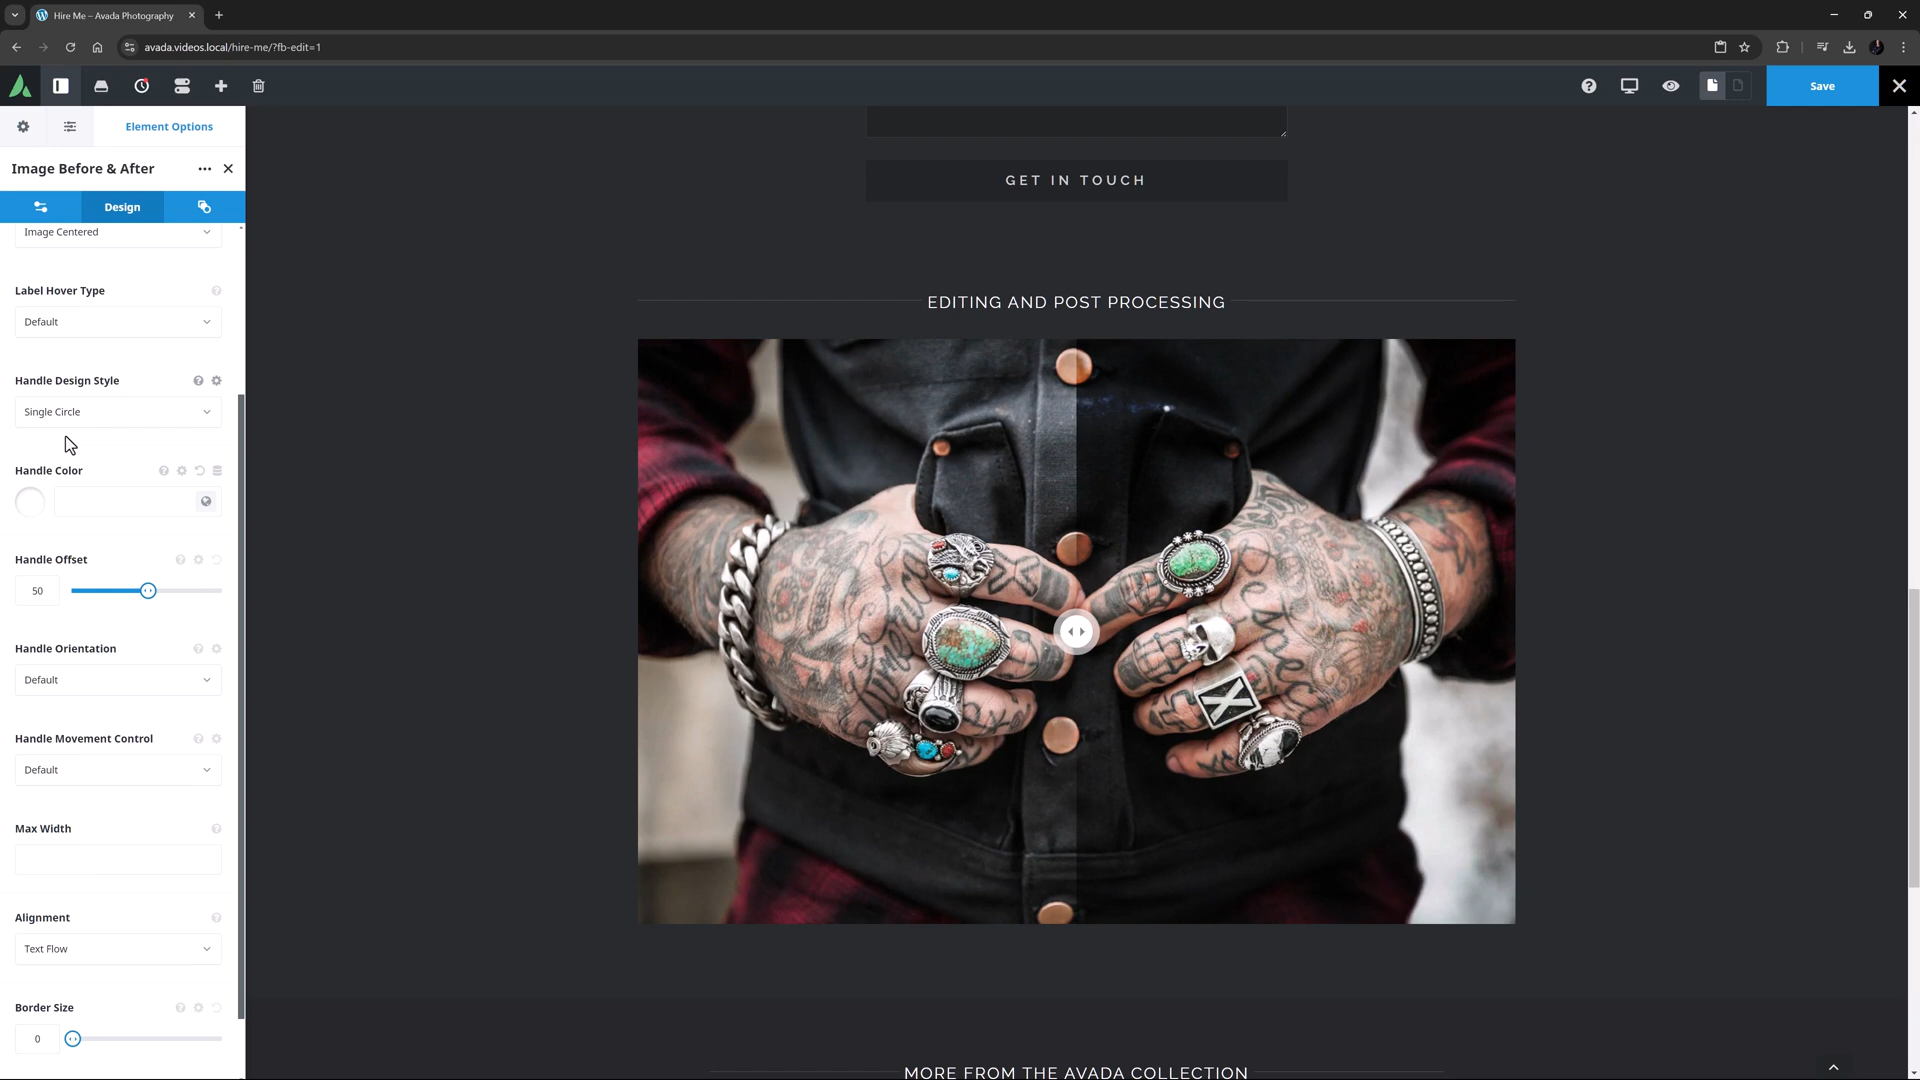 Hire Me – Avada Photography
avada.videos.local/hire-me/?fb-edit=1
Save
Element Options
Image Before & After
Design
Image Centered
Label Hover Type
Default
Handle Design Style
Single Circle
Handle Color
Handle Offset
50
Handle Orientation
Default
Handle Movement Control
Default
Max Width
Alignment
Text Flow
Border Size
0
GET IN TOUCH
EDITING AND POST PROCESSING
MORE FROM THE AVADA COLLECTION